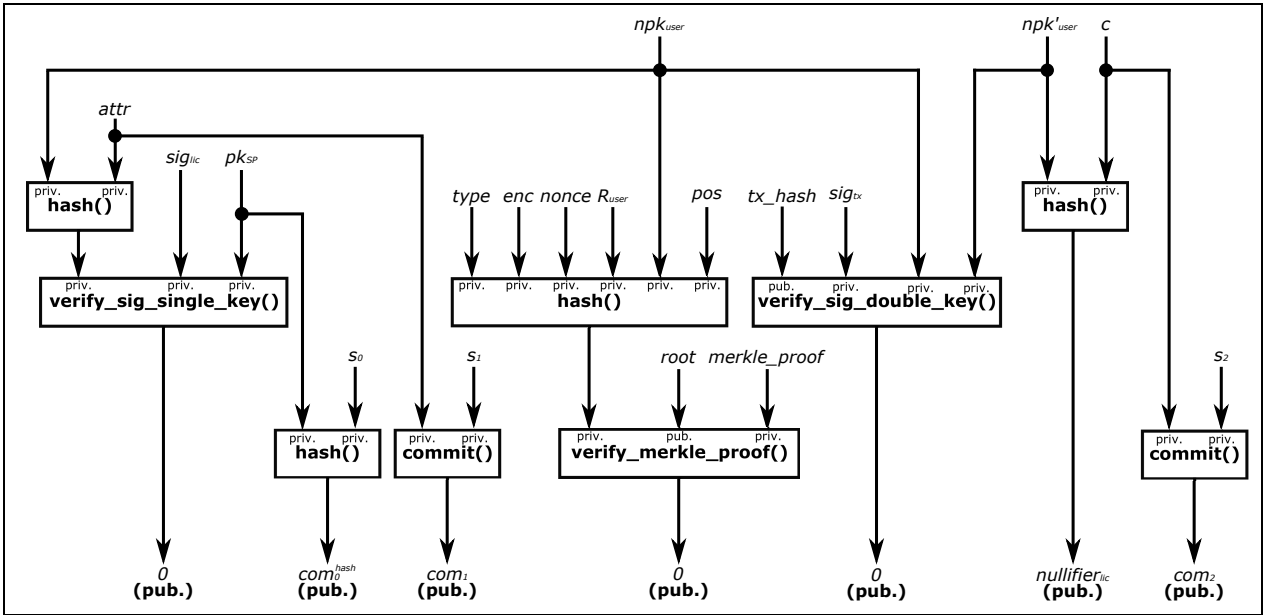 npk_user npk'_user c
attr
sig_lic pk_SP
priv. priv.
hash()
type enc nonce R_user pos tx_hash sig_tx
priv. priv.
hash()
priv. priv. priv.
verify_sig_single_key()
priv. priv. priv. priv. priv. priv.
hash()
pub. priv. priv. priv.
verify_sig_double_key()
s_0 s_1 root merkle_proof s_2
priv. priv.
hash()
priv. priv.
commit()
priv. pub. priv.
verify_merkle_proof()
priv. priv.
commit()
0 com_0^hash com_1 0 0 nullifier_lic com_2
(pub.) (pub.) (pub.) (pub.) (pub.) (pub.) (pub.)